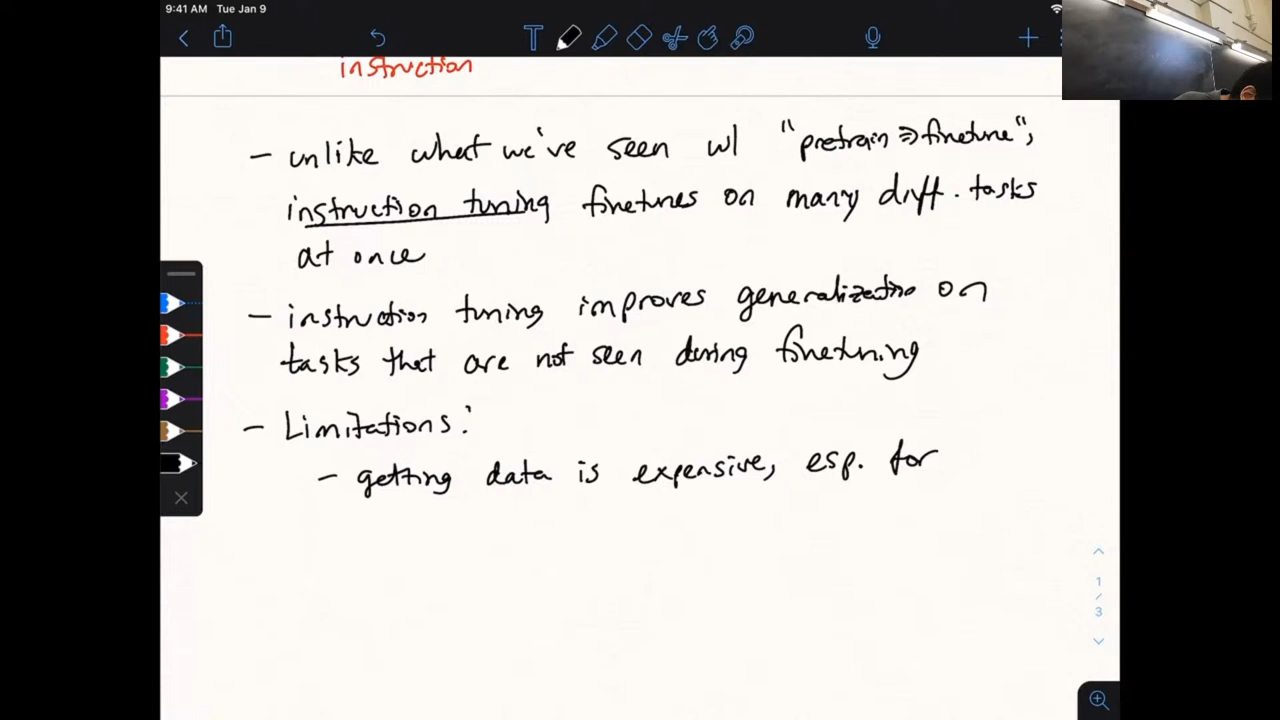 9:41 AM Tue Jan 9
T
instruction
- unlike what we've seen w/ "pretrain ⇒ finetune",
instruction tuning finetunes on many diff. tasks
at once
- instruction tuning improves generalization on
tasks that are not seen during finetuning
- Limitations:
- getting data is expensive, esp. for
1
/
3